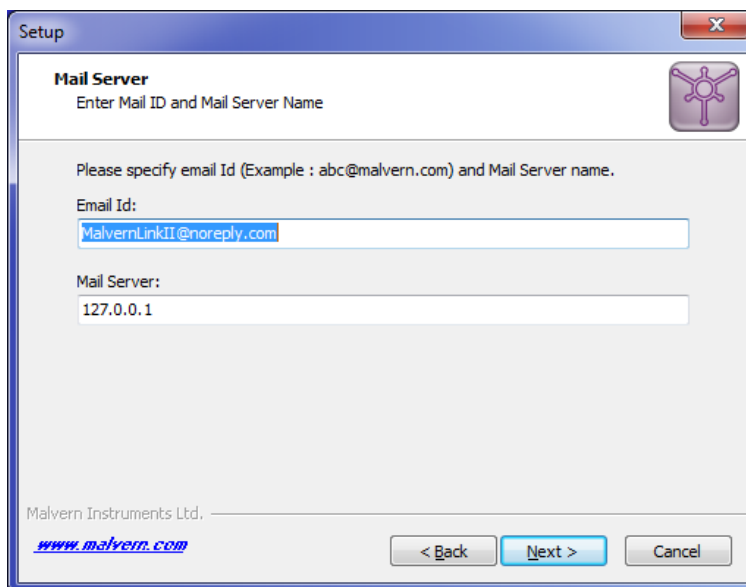 Setup
Mail Server
Enter Mail ID and Mail Server Name
Please specify email Id (Example : abc@malvern.com) and Mail Server name.
Email Id:
MalvernLinkII@noreply.com
Mail Server:
127.0.0.1
Malvern Instruments Ltd.
www.malvern.com
< Back Next > Cancel